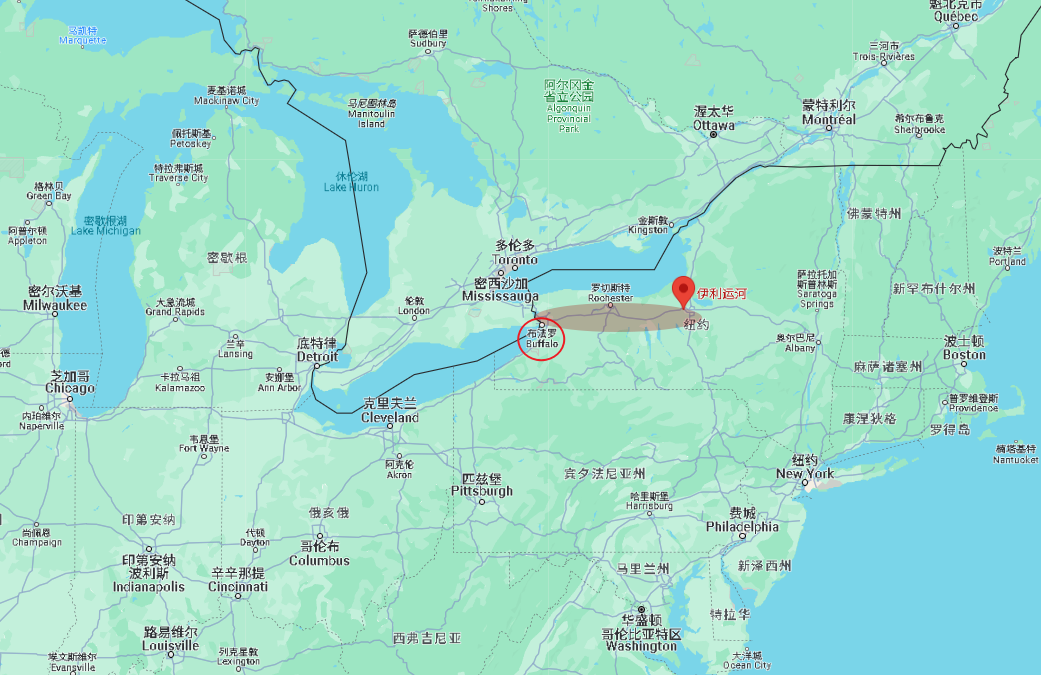 Shores
魁北克市
Québec
马凯特
Marquette
萨德伯里
Sudbury
三河市
Trois-Rivières
麦基诺城
Mackinaw City
马尼图林岛
Manitoulin
Island
阿尔冈金
省立公园
Algonquin
Provincial
Park
渥太华
Ottawa
蒙特利尔
Montréal
希尔布鲁克
Sherbrooke
佩托斯基
Petoskey
特拉弗斯城
Traverse City
休伦湖
Lake Huron
格林贝
Green Bay
阿普尔顿
Appleton
密歇根湖
Lake Michigan
金斯敦
Kingston
佛蒙特州
波特兰
Portland
多伦多
Toronto
密西沙加
Mississauga
密歇根
罗切斯特
Rochester
伊利运河
萨拉托加
斯普林斯
Saratoga
Springs
新罕布什尔州
密尔沃基
Milwaukee
大急流城
Grand Rapids
伦敦
London
纽约
布法罗
Buffalo
奥尔巴尼
Albany
波士顿
Boston
兰辛
Lansing
底特律
Detroit
芝加哥
Chicago
卡拉马祖
Kalamazoo
安娜堡
Ann Arbor
麻萨诸塞州
内珀维尔
Naperville
克里夫兰
Cleveland
普罗维登斯
Providence
康涅狄格
罗得岛
韦恩堡
Fort Wayne
阿克伦
Akron
匹兹堡
Pittsburgh
宾夕法尼亚州
纽约
New York
楠塔基特
Nantucket
哈里斯堡
Harrisburg
费城
Philadelphia
尚佩恩
Champaign
印第安纳
俄亥俄
代顿
Dayton
哥伦布
Columbus
印第安纳
波利斯
Indianapolis
辛辛那提
Cincinnati
马里兰州
新泽西州
华盛顿
哥伦比亚特区
Washington
特拉华
路易维尔
Louisville
西弗吉尼亚
列克星敦
Lexington
埃文斯维尔
Evansville
大洋城
Ocean City